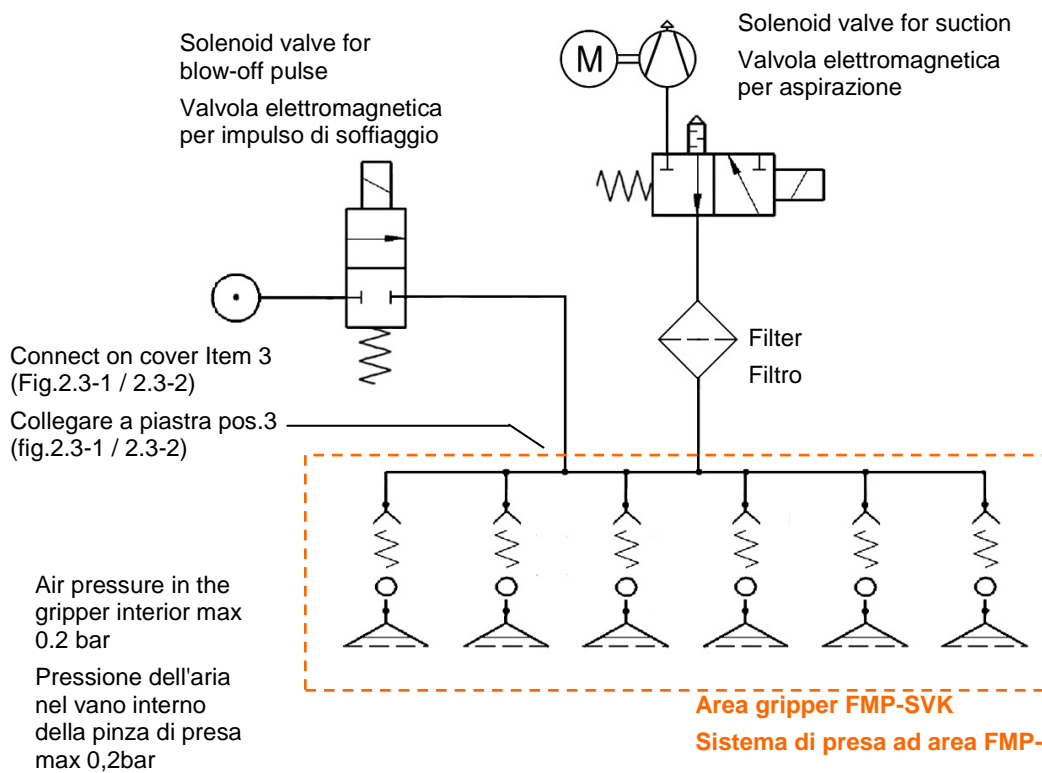 Solenoid valve for
blow-off pulse
Valvola elettromagnetica
per impulso di soffiaggio
M
Solenoid valve for suction
Valvola elettromagnetica
per aspirazione
Filter
Filtro
Connect on cover Item 3
(Fig.2.3-1 / 2.3-2)
Collegare a piastra pos.3
(fig.2.3-1 / 2.3-2)
Air pressure in the
gripper interior max
0.2 bar
Pressione dell'aria
nel vano interno
della pinza di presa
max 0,2bar
Area gripper FMP-SVK
Sistema di presa ad area FMP-